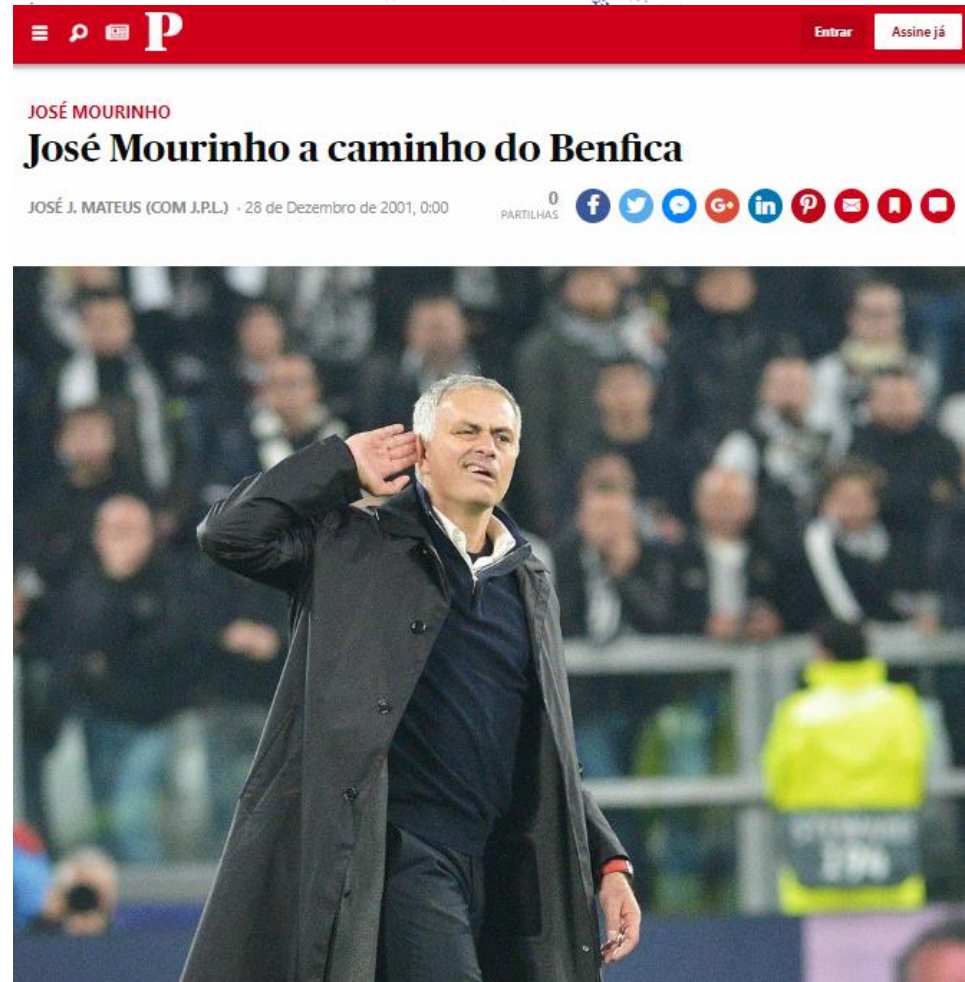 P
Entrar
Assine já
JOSÉ MOURINHO
José Mourinho a caminho do Benfica
JOSÉ J. MATEUS (COM J.P.L.) · 28 de Dezembro de 2001, 0:00
0
PARTILHAS